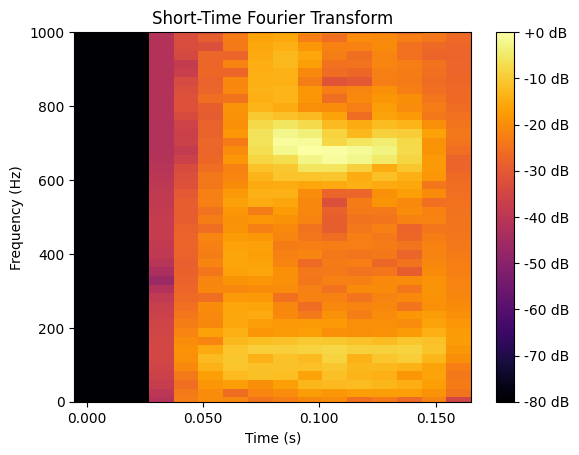 Short-Time Fourier Transform
1000
800
600
400
200
0
Frequency (Hz)
0.000
0.050
0.100
0.150
Time (s)
+0 dB
-10 dB
-20 dB
-30 dB
-40 dB
-50 dB
-60 dB
-70 dB
-80 dB